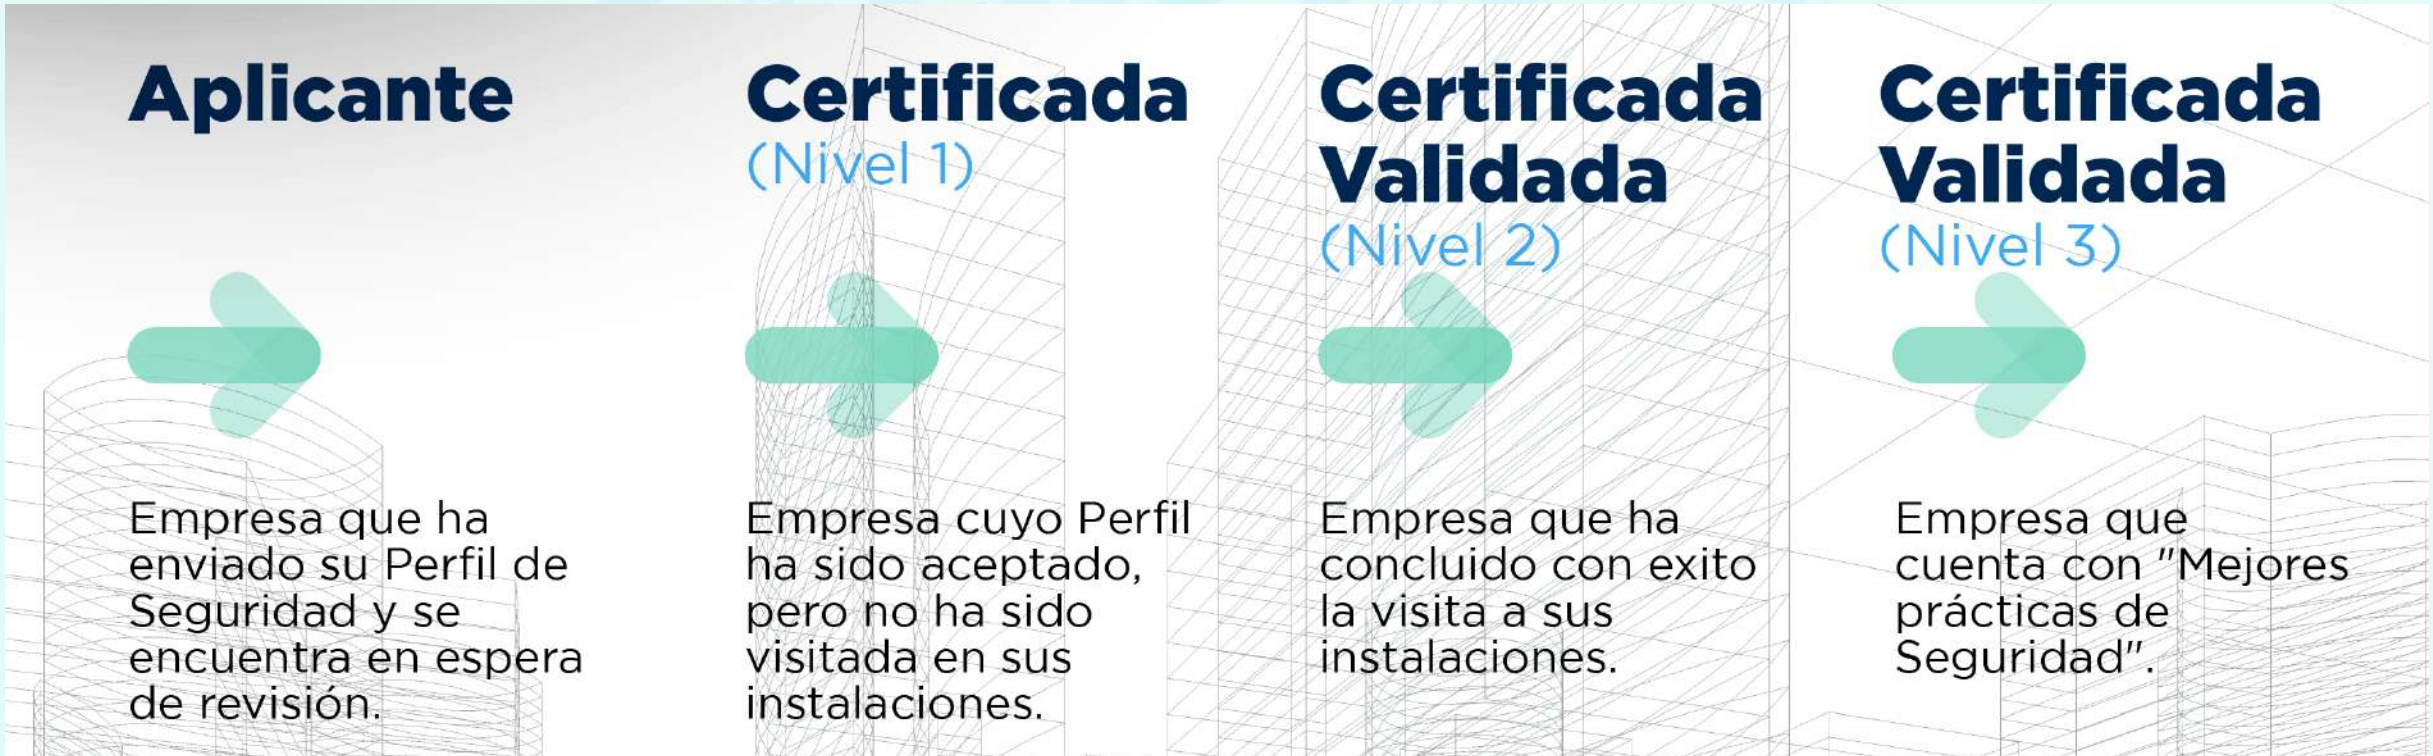 Aplicante
Empresa que ha
enviado su Perfil de
Seguridad y se
encuentra en espera
de revisión.
Certificada
(Nivel 1)
Empresa cuyo Perfil
ha sido aceptado,
pero no ha sido
visitada en sus
instalaciones.
Certificada
Validada
(Nivel 2)
Empresa que ha
concluido con exito
la visita a sus
instalaciones.
Certificada
Validada
(Nivel 3)
Empresa que
cuenta con "Mejores
prácticas de
Seguridad".